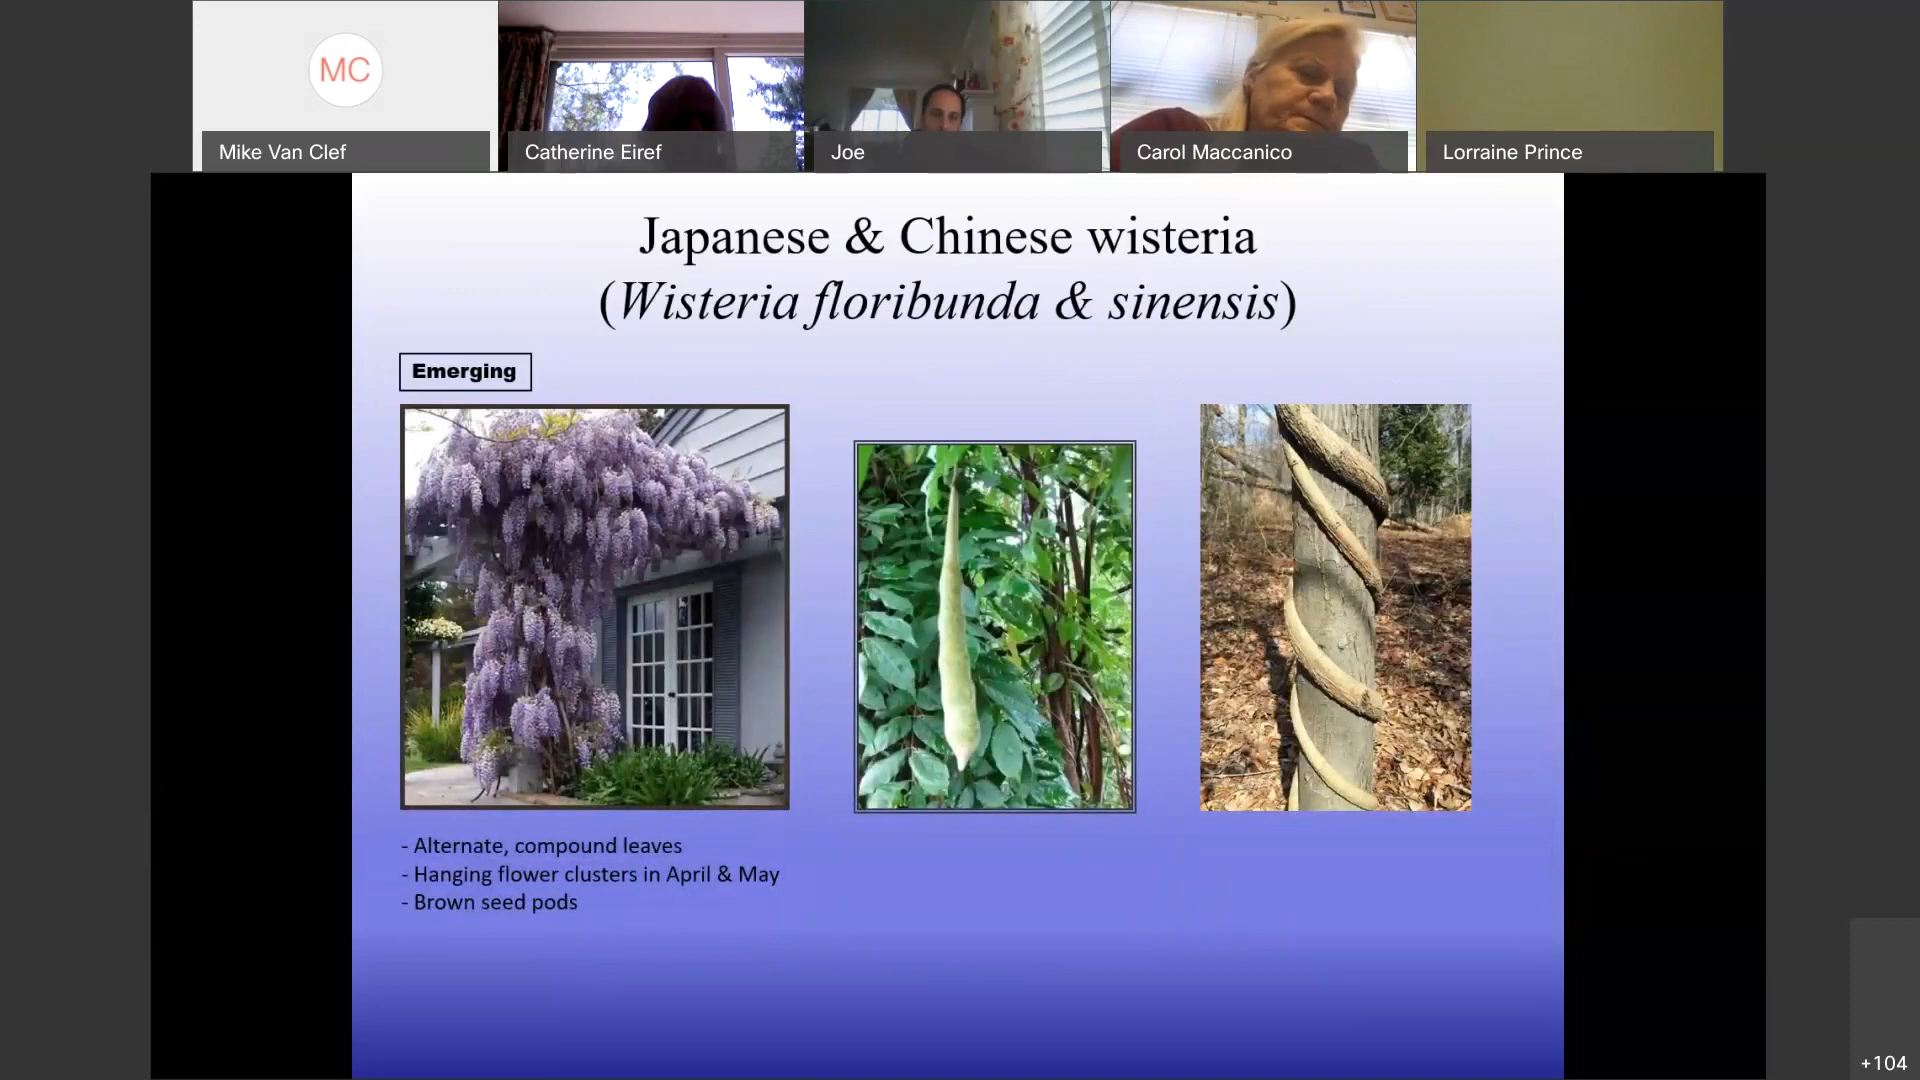 MC
Mike Van Clef
Catherine Eiref
Joe
Carol Maccanico
Lorraine Prince
Japanese & Chinese wisteria
(Wisteria floribunda & sinensis)
Emerging
- Alternate, compound leaves
- Hanging flower clusters in April & May
- Brown seed pods
+104